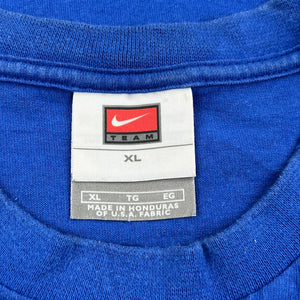 TEAM
XL
XL TG EG
MADE IN HONDURAS
OF U.S.A. FABRIC